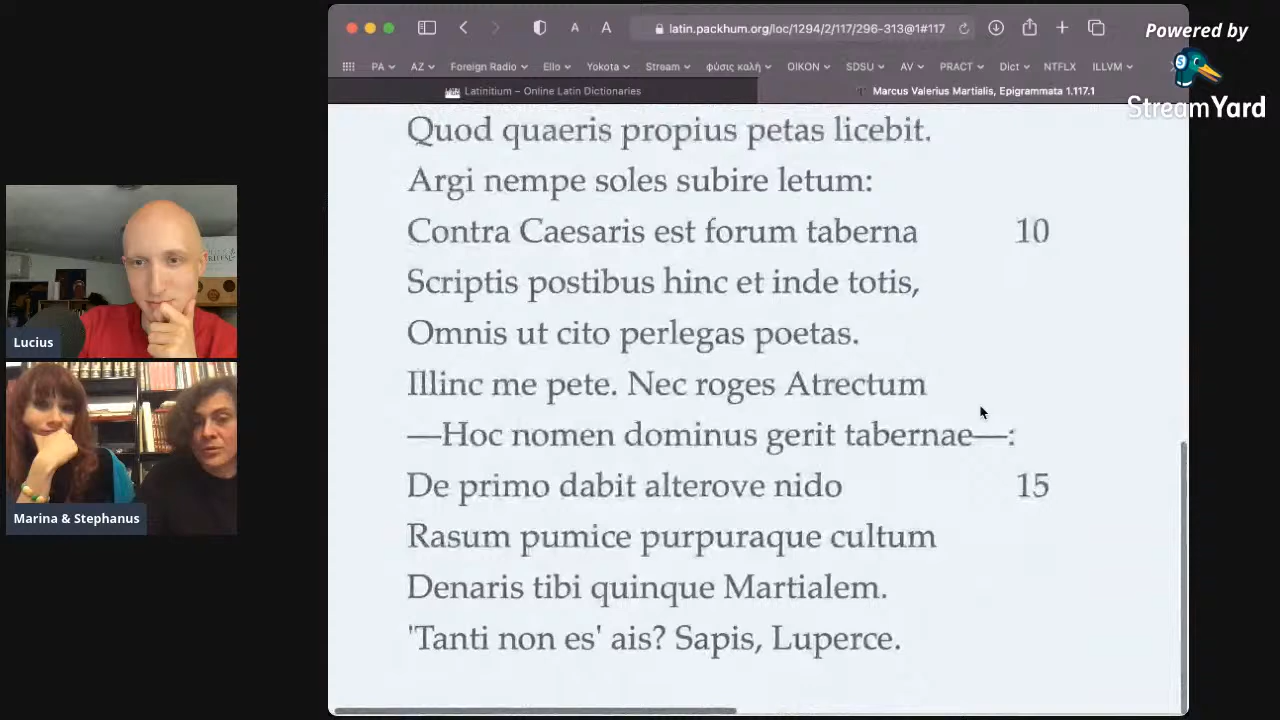 Powered by
S
StreamYard
A A latin.packhum.org/loc/1294/2/117/296-313@1#117
PA AZ Foreign Radio Ello Yokota Stream φύσις καλὴ OIKON SDSU AV PRACT Dict NTFLX ILLVM
Latinitium – Online Latin Dictionaries
Marcus Valerius Martialis, Epigrammata 1.117.1
Quod quaeris propius petas licebit.
Argi nempe soles subire letum:
Contra Caesaris est forum taberna 10
Scriptis postibus hinc et inde totis,
Omnis ut cito perlegas poetas.
Illinc me pete. Nec roges Atrectum
—Hoc nomen dominus gerit tabernae—:
De primo dabit alterove nido 15
Rasum pumice purpuraque cultum
Denaris tibi quinque Martialem.
'Tanti non es' ais? Sapis, Luperce.
Lucius
Marina & Stephanus